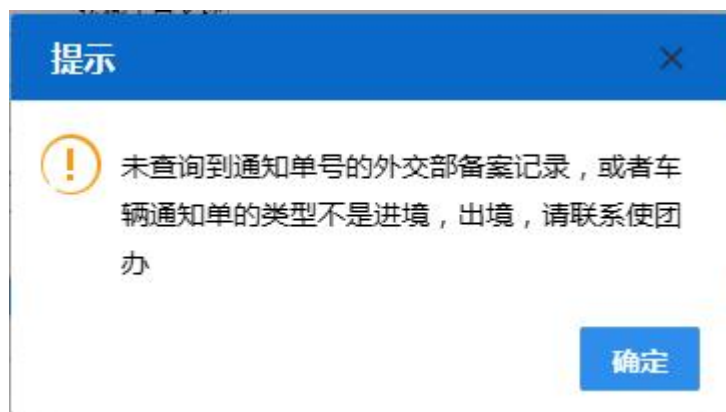 提示
未查询到通知单号的外交部备案记录，或者车
辆通知单的类型不是进境，出境，请联系使团
办
确定